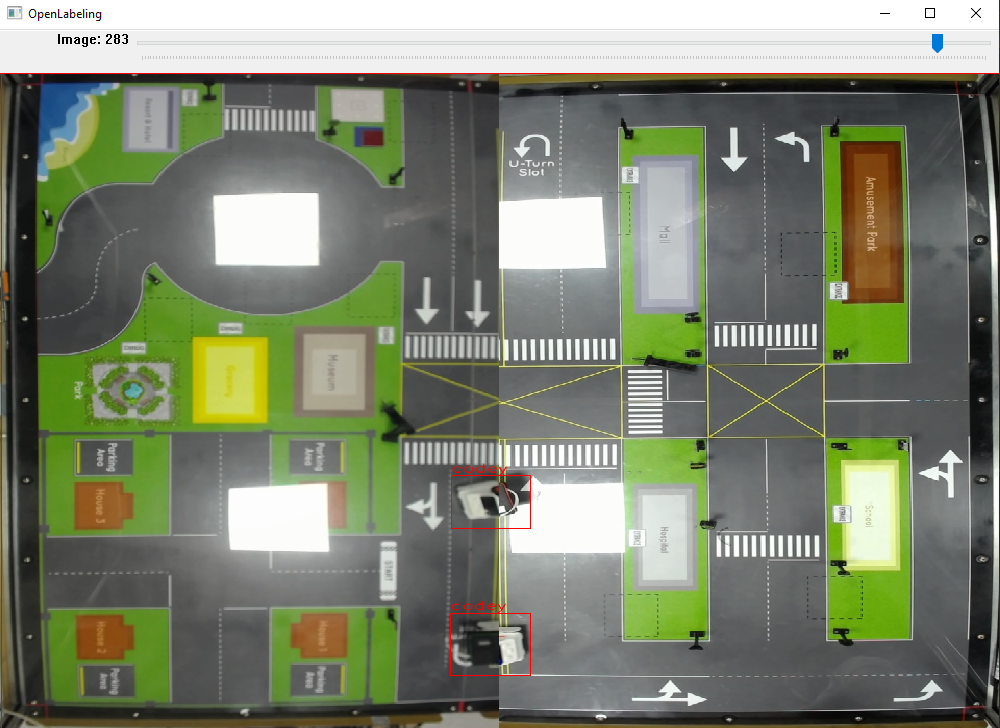 OpenLabeling
Image: 283
Resort & Hotel
U-Turn
Slot
Mall
Amusement Park
Museum
Park
Parking
Area
Parking
Area
House 3
codey
Hospital
School
START
codey
House 2
House 1
Parking
Area
Parking
Area